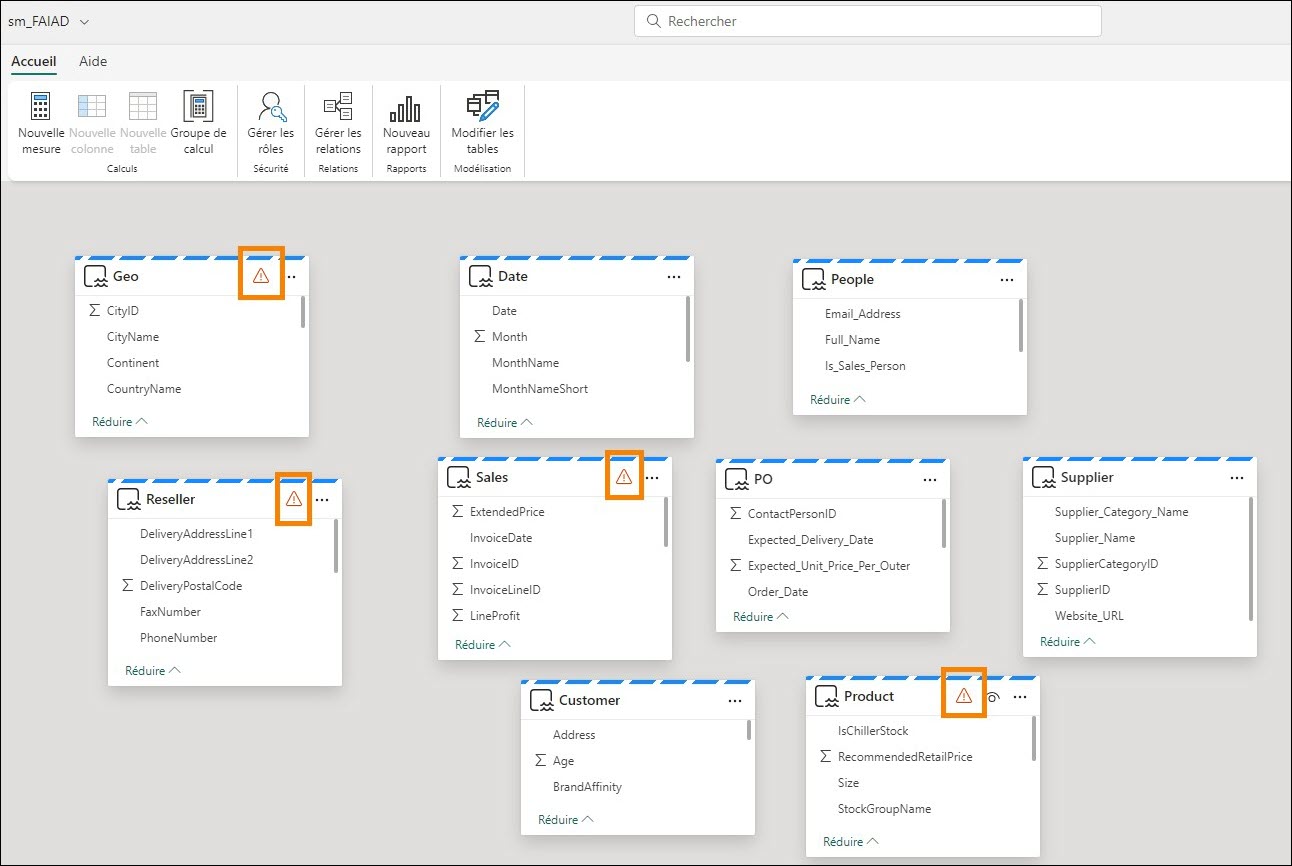 sm_FAIAD
Rechercher
Accueil
Aide
Nouvelle mesure
Nouvelle colonne
Nouvelle table
Groupe de calcul
Calculs
Gérer les rôles
Sécurité
Gérer les relations
Relations
Nouveau rapport
Rapports
Modifier les tables
Modélisation
Geo
CityID
CityName
Continent
CountryName
Réduire
Date
Date
Month
MonthName
MonthNameShort
Réduire
People
Email_Address
Full_Name
Is_Sales_Person
Réduire
Reseller
DeliveryAddressLine1
DeliveryAddressLine2
DeliveryPostalCode
FaxNumber
PhoneNumber
Réduire
Sales
ExtendedPrice
InvoiceDate
InvoiceID
InvoiceLineID
LineProfit
Réduire
PO
ContactPersonID
Expected_Delivery_Date
Expected_Unit_Price_Per_Outer
Order_Date
Réduire
Supplier
Supplier_Category_Name
Supplier_Name
SupplierCategoryID
SupplierID
Website_URL
Réduire
Customer
Address
Age
BrandAffinity
Réduire
Product
IsChillerStock
RecommendedRetailPrice
Size
StockGroupName
Réduire